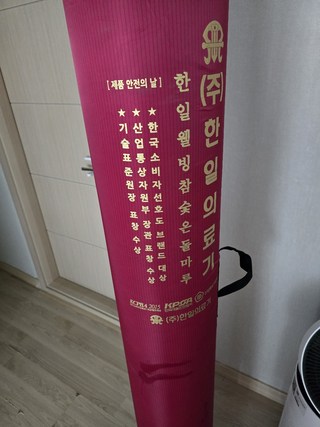 (주)한일의료기
한일웰빙참숯온돌마루
[제품 안전의 날]
★ 한국소비자선호도 브랜드 대상
★ 산업통상자원부 장관 표창 수상
★ 기술표준원장 표창 수상
(주)한일의료기